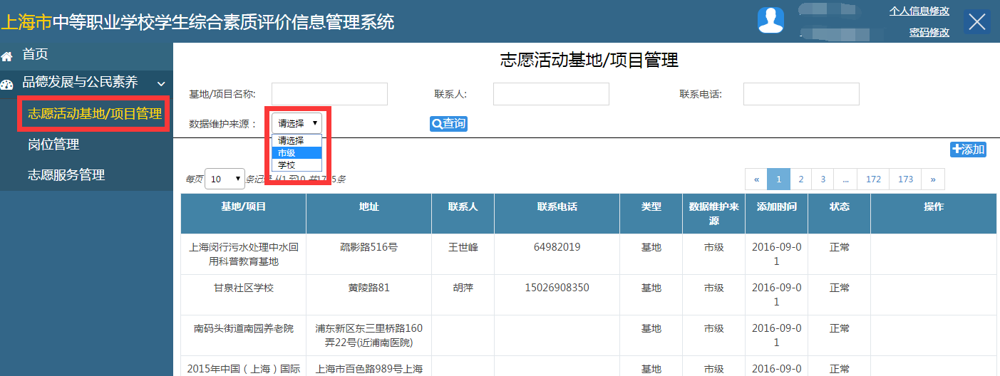 上海市中等职业学校学生综合素质评价信息管理系统
个人信息修改
密码修改
首页
品德发展与公民素养
志愿活动基地/项目管理
岗位管理
志愿服务管理
志愿活动基地/项目管理
基地/项目名称:
联系人:
联系电话:
数据维护来源：
请选择
查询
请选择
市级
学校
添加
每页 10 条记录 从1 至10 共17 5条
« 1 2 3 ... 172 173 »
基地/项目 地址 联系人 联系电话 类型 数据维护来 添加时间 状态 操作
源
上海闵行污水处理中水回 疏影路516号 王世峰 64982019 基地 市级 2016-09-0 正常
用科普教育基地 1
甘泉社区学校 黄陵路81 胡萍 15026908350 基地 市级 2016-09-0 正常
1
南码头街道南园养老院 浦东新区东三里桥路160 基地 市级 2016-09-0 正常
弄22号(近浦南医院) 1
2015年中国（上海）国际 上海市百色路989号上海 基地 市级 2016-09-0 正常